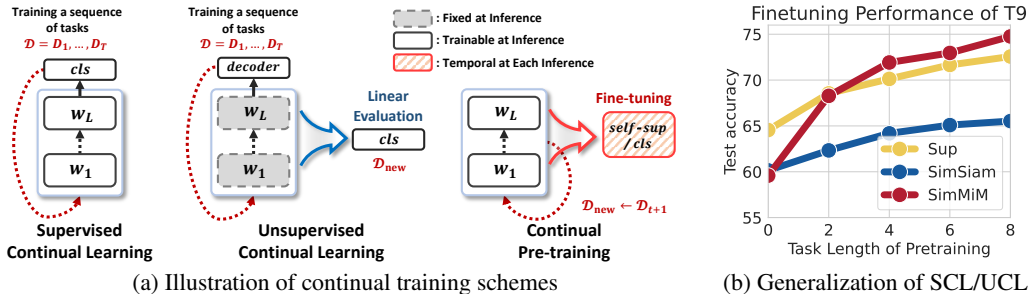 Training a sequence
of tasks
𝒟 = D₁, ..., D_T
cls
w_L
w₁
Supervised
Continual Learning
Training a sequence
of tasks
𝒟 = D₁, ..., D_T
decoder
w_L
w₁
Linear
Evaluation
cls
𝒟_new
Unsupervised
Continual Learning
: Fixed at Inference
: Trainable at Inference
: Temporal at Each Inference
w_L
w₁
Fine-tuning
self-sup
/cls
𝒟_new ← 𝒟_{t+1}
Continual
Pre-training
(a) Illustration of continual training schemes
Finetuning Performance of T9
Test accuracy
75
70
65
60
55
Sup
SimSiam
SimMiM
0 2 4 6 8
Task Length of Pretraining
(b) Generalization of SCL/UCL